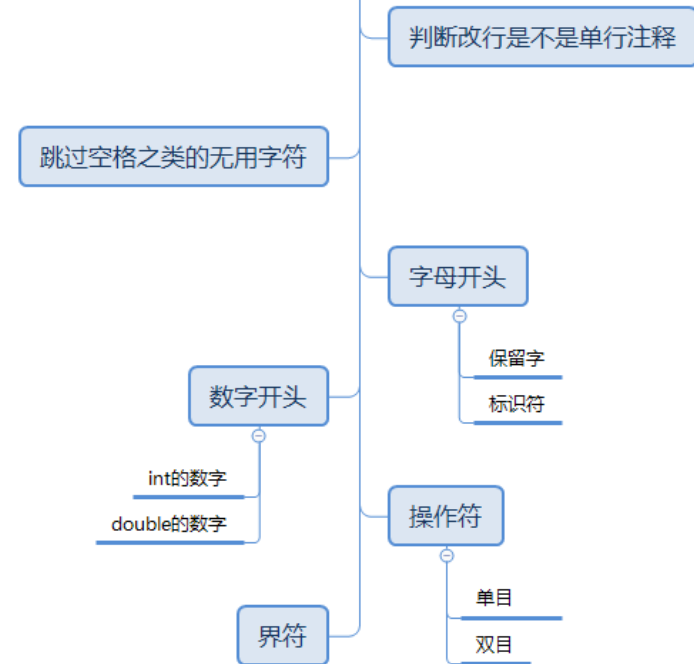 判断改行是不是单行注释
跳过空格之类的无用字符
字母开头
保留字
标识符
数字开头
int的数字
double的数字
操作符
单目
双目
界符